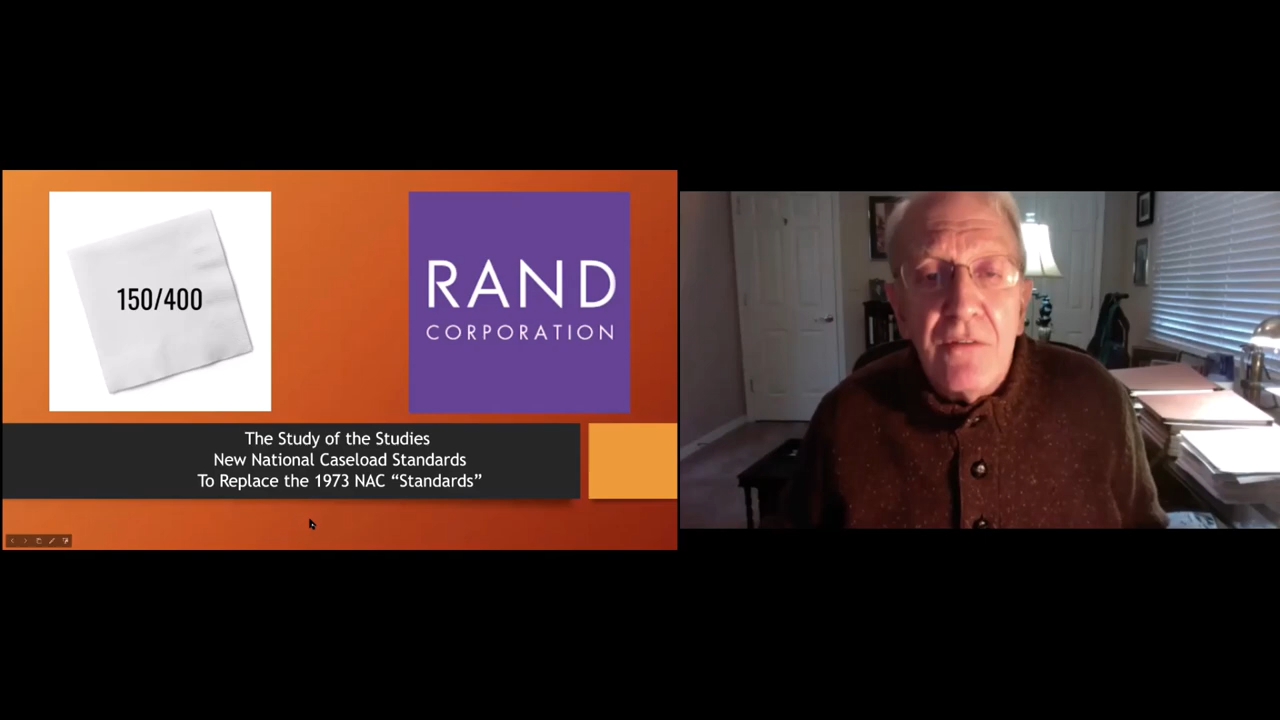 150/400
RAND
CORPORATION
The Study of the Studies
New National Caseload Standards
To Replace the 1973 NAC “Standards”